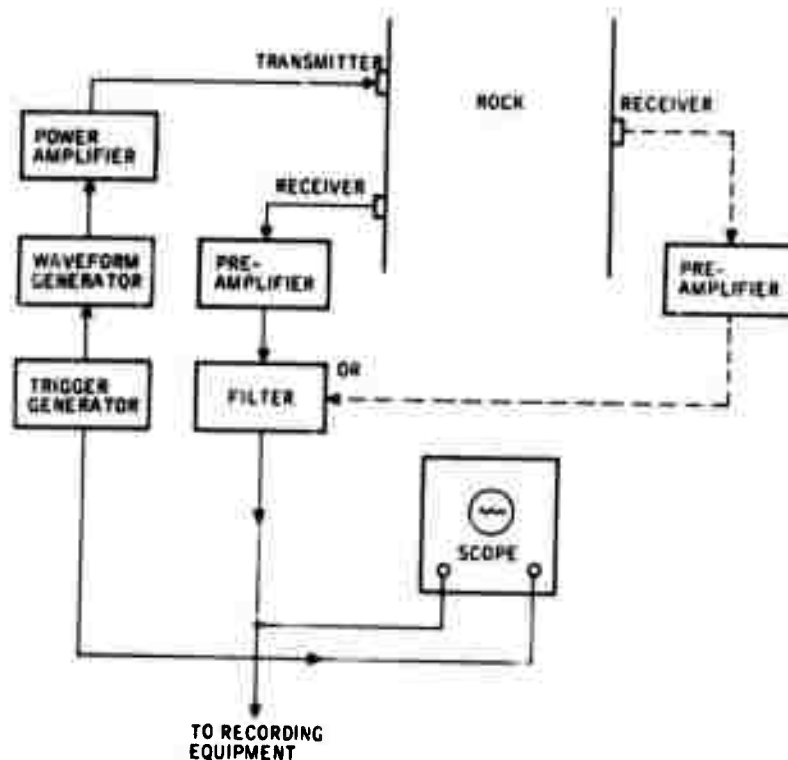 TRANSMITTER
ROCK
RECEIVER
POWER
AMPLIFIER
RECEIVER
WAVEFORM
GENERATOR
PRE-
AMPLIFIER
PRE-
AMPLIFIER
TRIGGER
GENERATOR
FILTER
OR
SCOPE
TO RECORDING
EQUIPMENT